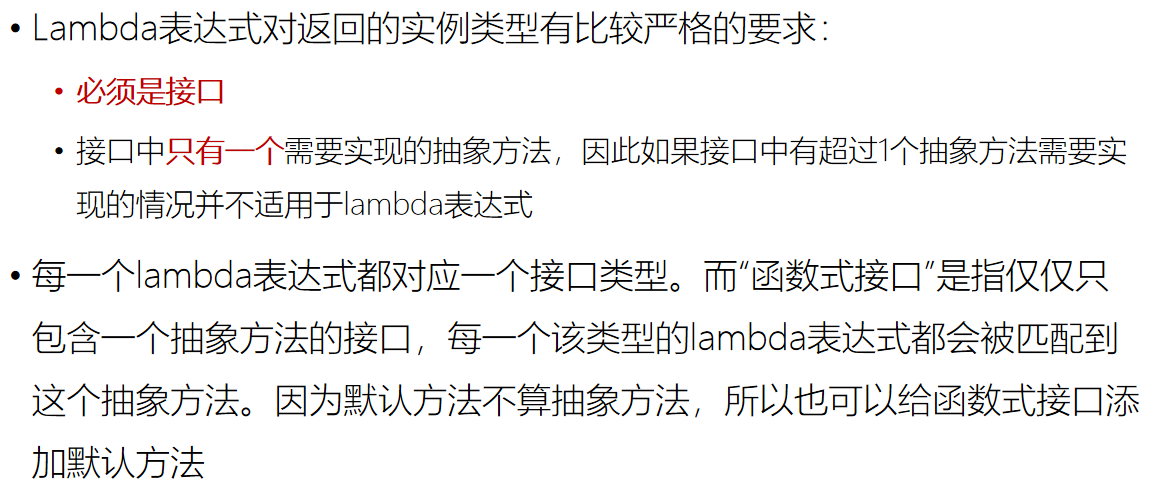 • Lambda表达式对返回的实例类型有比较严格的要求：
• 必须是接口
• 接口中只有一个需要实现的抽象方法，因此如果接口中有超过1个抽象方法需要实
现的情况并不适用于lambda表达式
• 每一个lambda表达式都对应一个接口类型。而“函数式接口”是指仅仅只
包含一个抽象方法的接口，每一个该类型的lambda表达式都会被匹配到
这个抽象方法。因为默认方法不算抽象方法，所以也可以给函数式接口添
加默认方法